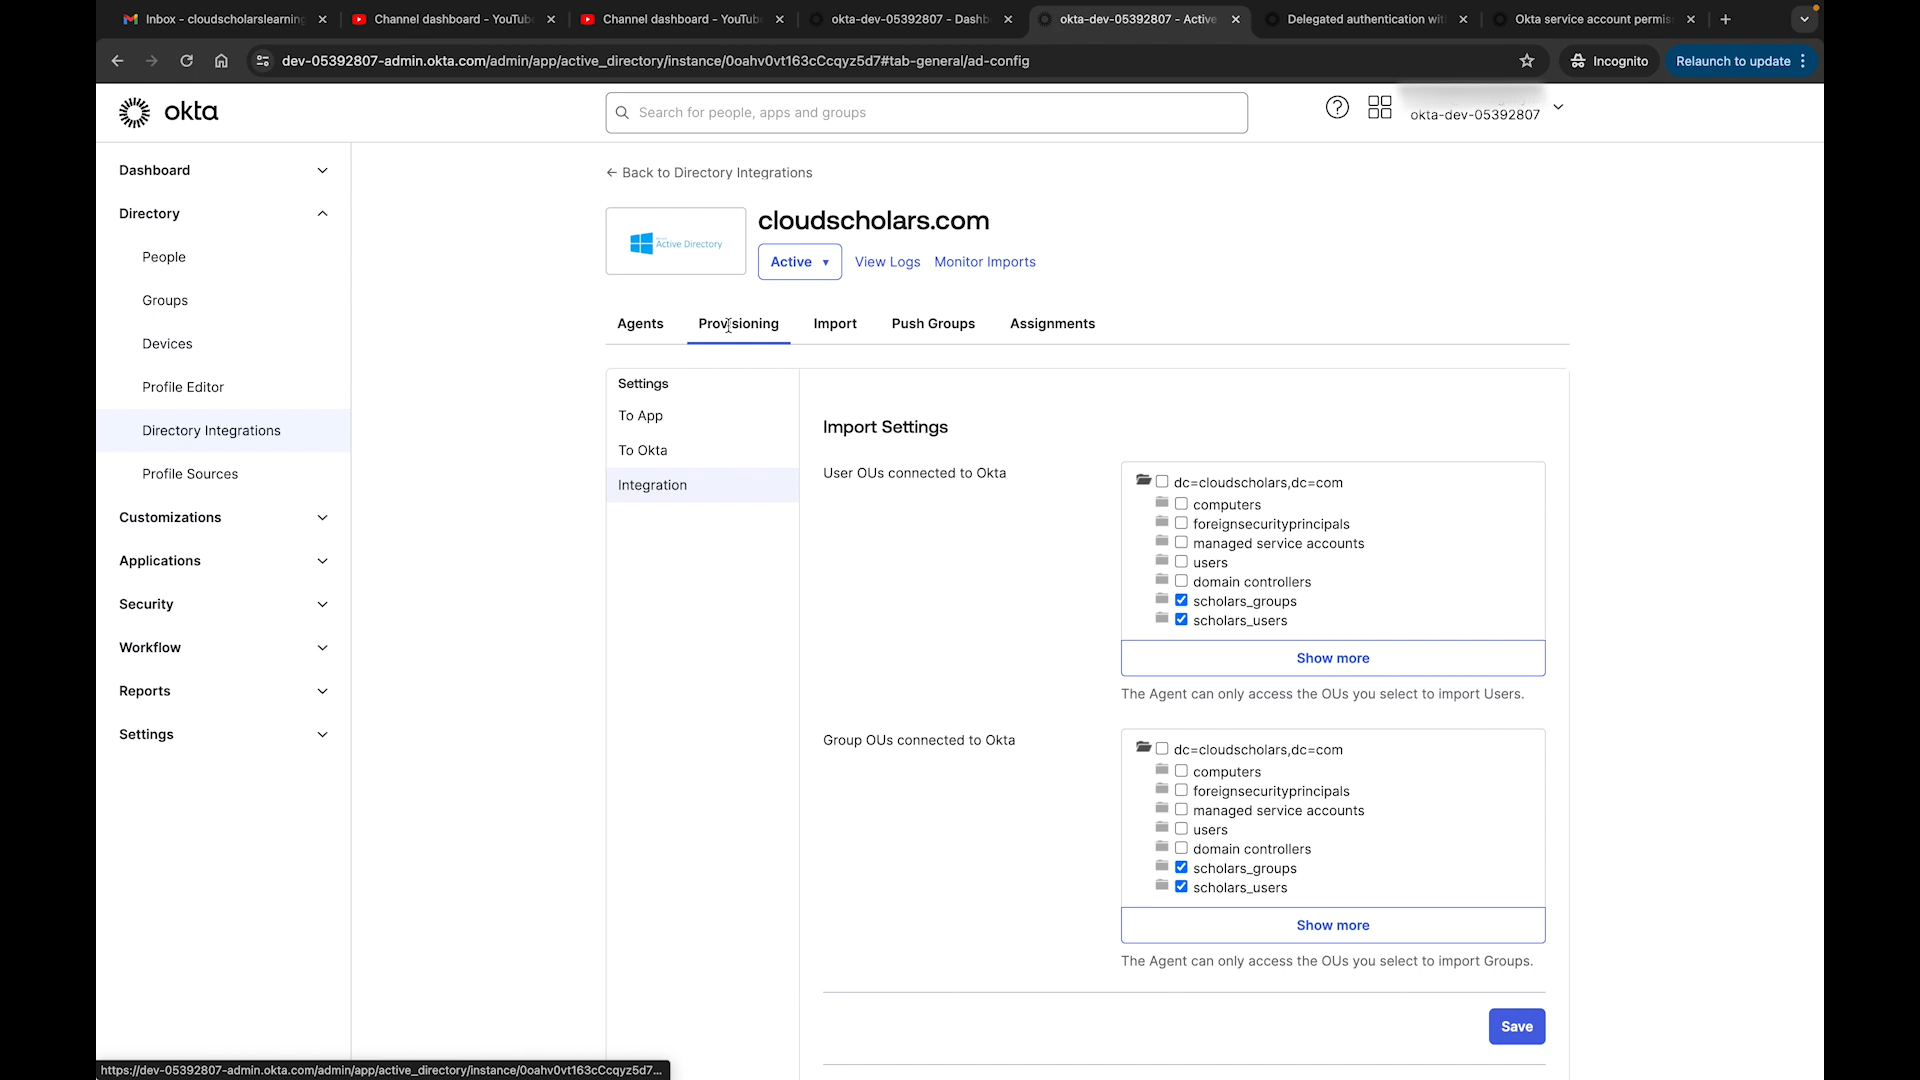 Inbox - cloudscholarslearning
Channel dashboard - YouTube
Channel dashboard - YouTube
okta-dev-05392807 - Dashb
okta-dev-05392807 - Active
Delegated authentication wit
Okta service account permis
dev-05392807-admin.okta.com/admin/app/active_directory/instance/0oahv0vt163cCcqyz5d7#tab-general/ad-config
Incognito
Relaunch to update
okta
Search for people, apps and groups
okta-dev-05392807
Dashboard
Directory
People
Groups
Devices
Profile Editor
Directory Integrations
Profile Sources
Customizations
Applications
Security
Workflow
Reports
Settings
← Back to Directory Integrations
Active Directory
cloudscholars.com
Active
View Logs
Monitor Imports
Agents
Provisioning
Import
Push Groups
Assignments
Settings
To App
To Okta
Integration
Import Settings
User OUs connected to Okta
dc=cloudscholars,dc=com
computers
foreignsecurityprincipals
managed service accounts
users
domain controllers
scholars_groups
scholars_users
Show more
The Agent can only access the OUs you select to import Users.
Group OUs connected to Okta
dc=cloudscholars,dc=com
computers
foreignsecurityprincipals
managed service accounts
users
domain controllers
scholars_groups
scholars_users
Show more
The Agent can only access the OUs you select to import Groups.
Save
https://dev-05392807-admin.okta.com/admin/app/active_directory/instance/0oahv0vt163cCcqyz5d7...